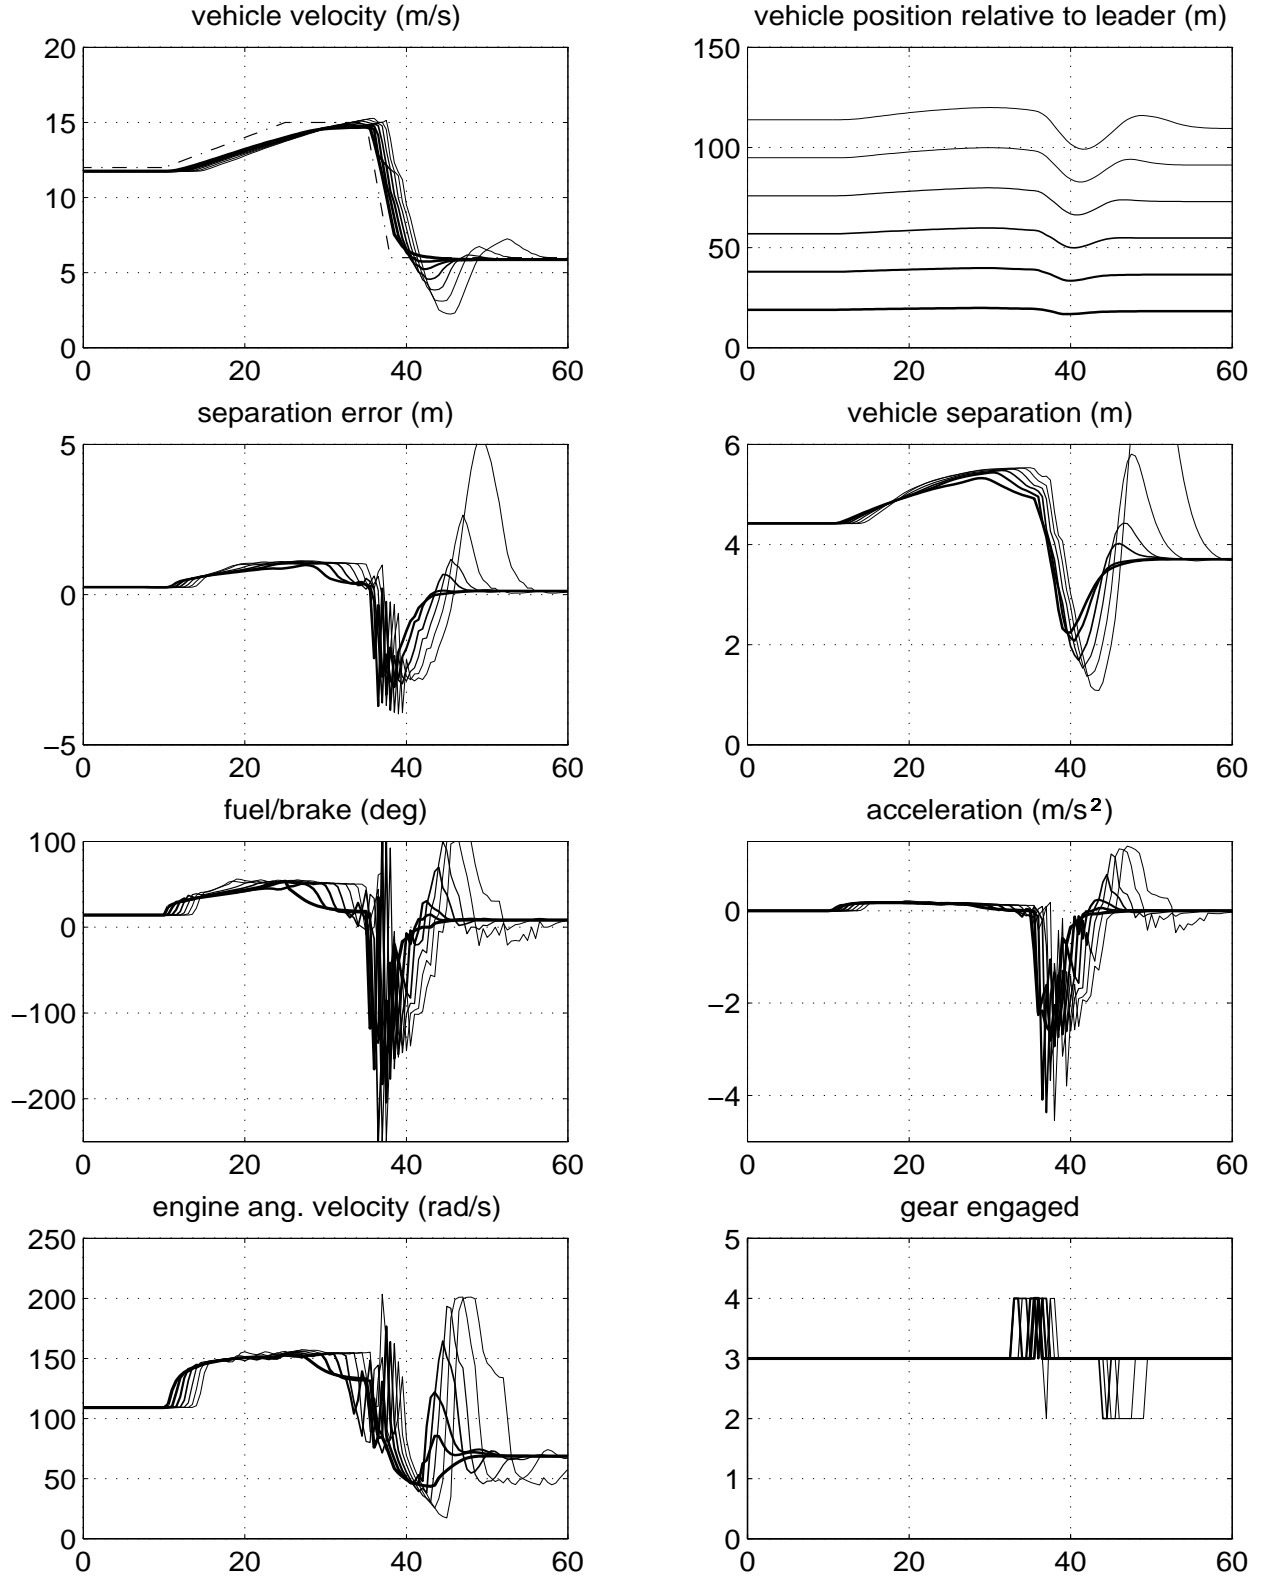 vehicle velocity (m/s)
20
15
10
5
0
0 20 40 60
vehicle position relative to leader (m)
150
100
50
0
0 20 40 60
separation error (m)
5
0
−5
0 20 40 60
vehicle separation (m)
6
4
2
0
0 20 40 60
fuel/brake (deg)
100
0
−100
−200
0 20 40 60
acceleration (m/s²)
0
−2
−4
0 20 40 60
engine ang. velocity (rad/s)
250
200
150
100
50
0
0 20 40 60
gear engaged
5
4
3
2
1
0
0 20 40 60